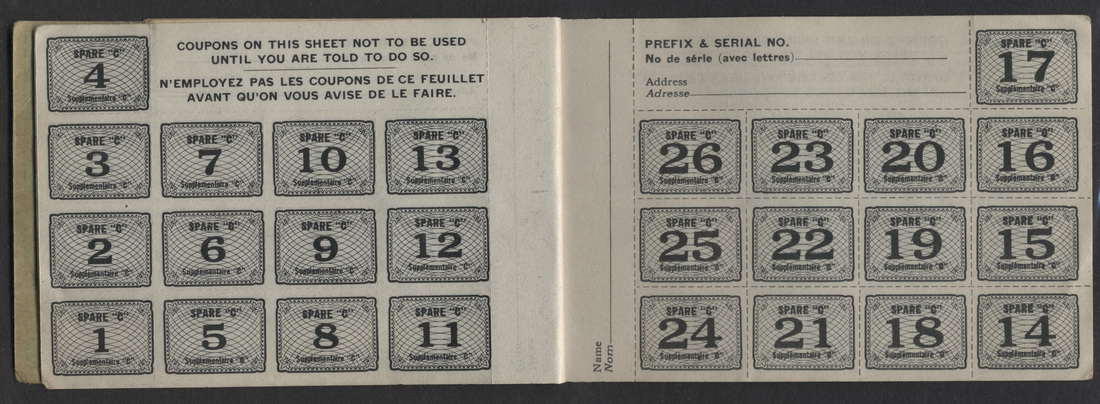 SPARE "C"
4
Supplémentaire "C"
COUPONS ON THIS SHEET NOT TO BE USED
UNTIL YOU ARE TOLD TO DO SO.
N'EMPLOYEZ PAS LES COUPONS DE CE FEUILLET
AVANT QU'ON VOUS AVISE DE LE FAIRE.
SPARE "C" SPARE "C" SPARE "C" SPARE "C"
3 7 10 13
Supplémentaire "C" Supplémentaire "C" Supplémentaire "C" Supplémentaire "C"
SPARE "C" SPARE "C" SPARE "C" SPARE "C"
2 6 9 12
Supplémentaire "C" Supplémentaire "C" Supplémentaire "C" Supplémentaire "C"
SPARE "C" SPARE "C" SPARE "C" SPARE "C"
1 5 8 11
Supplémentaire "C" Supplémentaire "C" Supplémentaire "C" Supplémentaire "C"
Name
Nom
PREFIX & SERIAL NO.
No de série (avec lettres)
Address
Adresse
SPARE "C"
17
Supplémentaire "C"
SPARE "C" SPARE "C" SPARE "C" SPARE "C"
26 23 20 16
Supplémentaire "C" Supplémentaire "C" Supplémentaire "C" Supplémentaire "C"
SPARE "C" SPARE "C" SPARE "C" SPARE "C"
25 22 19 15
Supplémentaire "C" Supplémentaire "C" Supplémentaire "C" Supplémentaire "C"
SPARE "C" SPARE "C" SPARE "C" SPARE "C"
24 21 18 14
Supplémentaire "C" Supplémentaire "C" Supplémentaire "C" Supplémentaire "C"